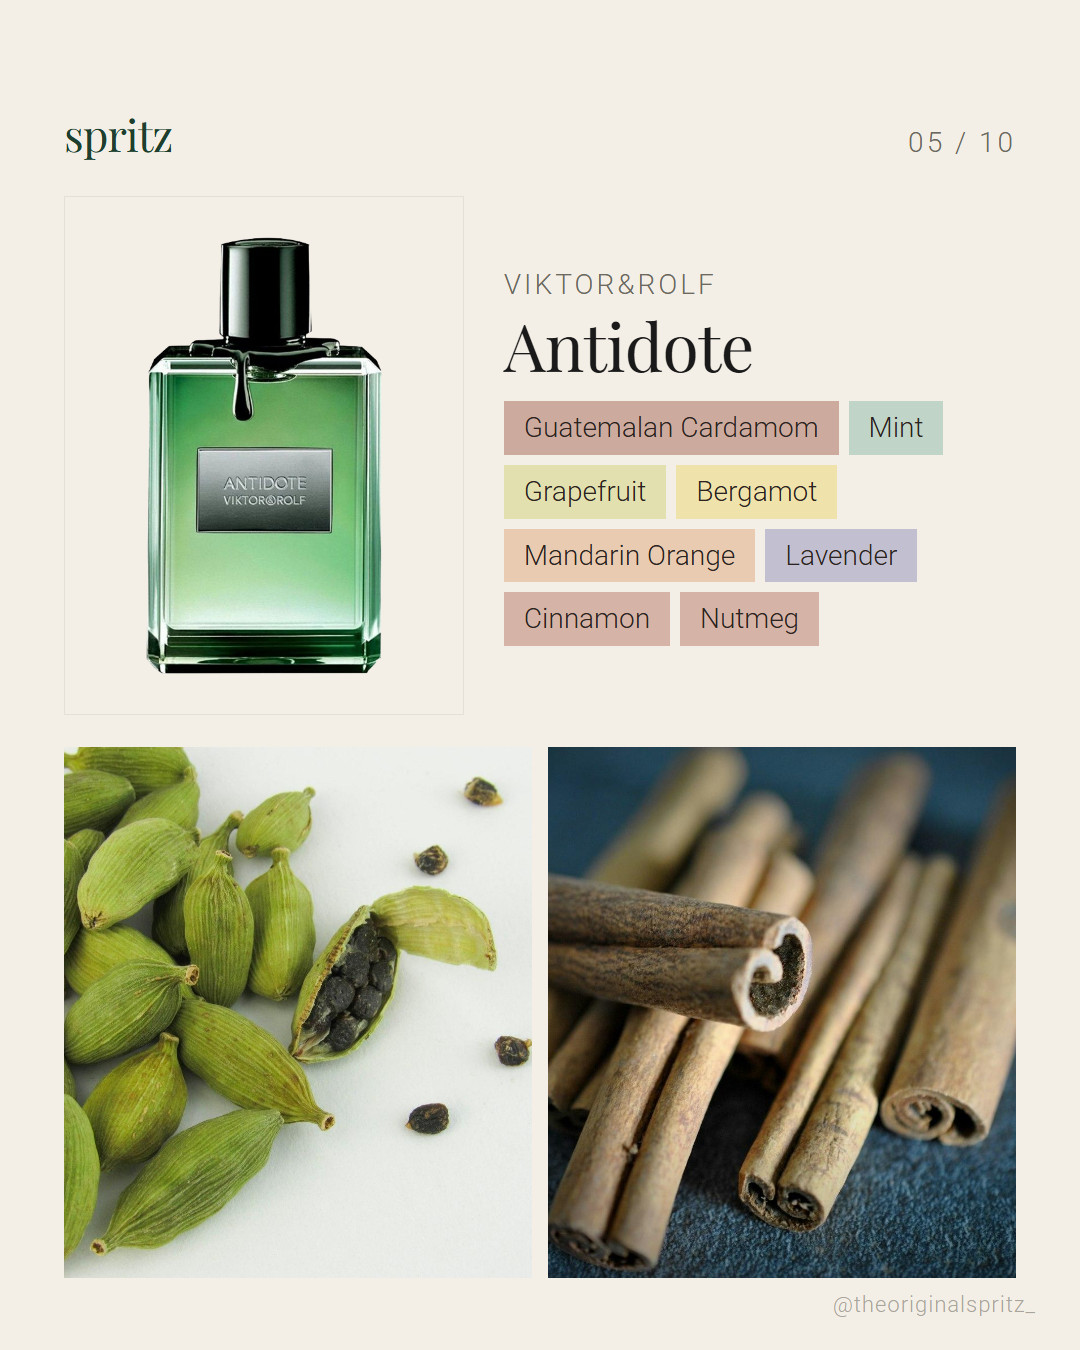 spritz
05 / 10
VIKTOR&ROLF
Antidote
Guatemalan Cardamom
Mint
Grapefruit
Bergamot
Mandarin Orange
Lavender
Cinnamon
Nutmeg
ANTIDOTE
VIKTOR&ROLF
@theoriginalspritz_